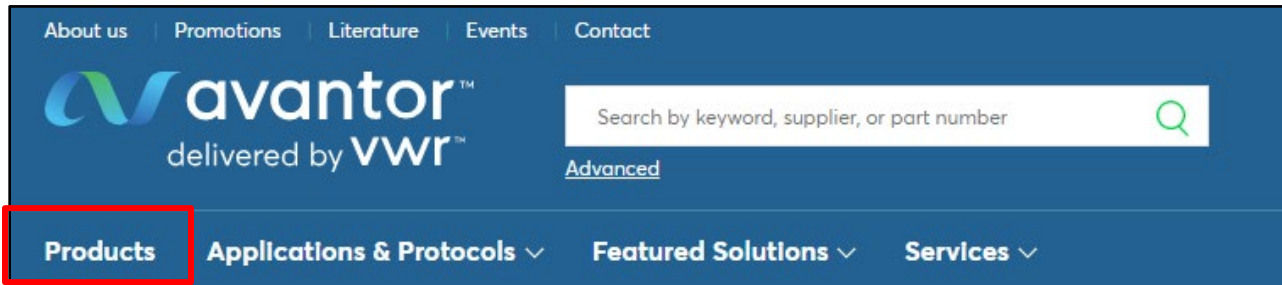 About us Promotions Literature Events Contact
avantor™
delivered by vwr™
Search by keyword, supplier, or part number
Advanced
Products Applications & Protocols Featured Solutions Services